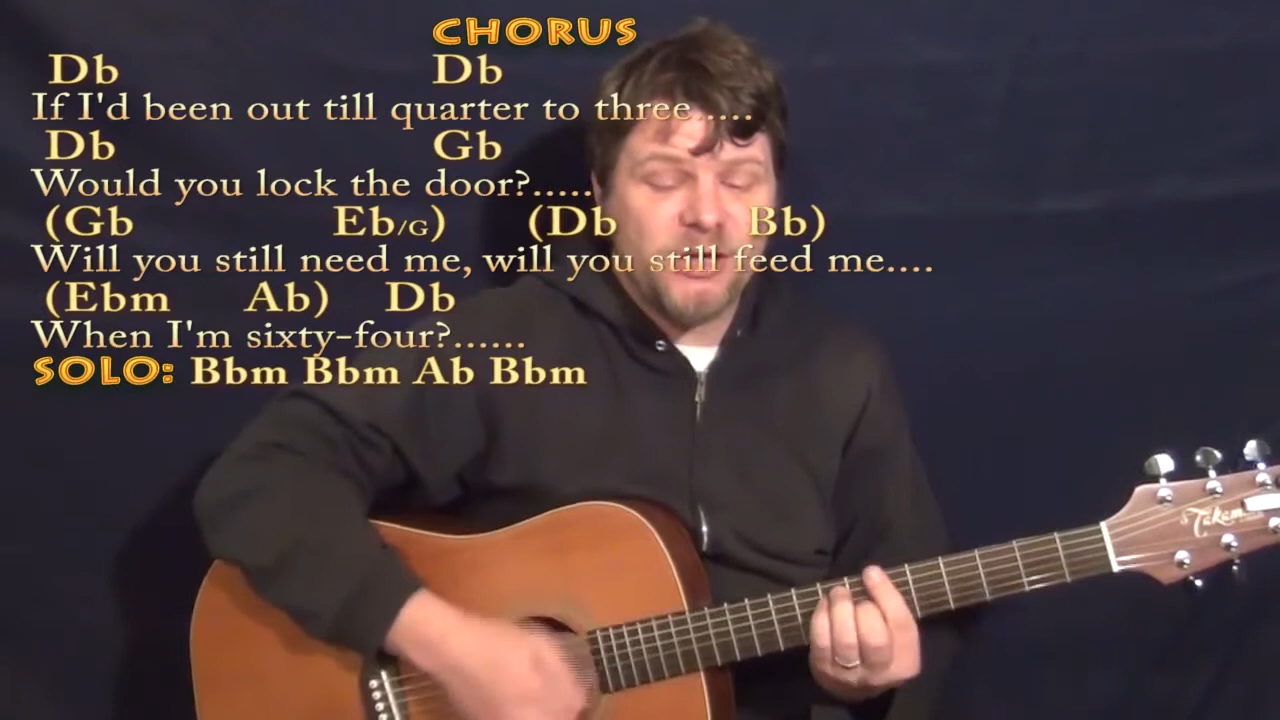 CHORUS
Db Db
If I'd been out till quarter to three.....
Db Gb
Would you lock the door?.....
(Gb Eb/G) (Db Bb)
Will you still need me, will you still feed me....
(Ebm Ab) Db
When I'm sixty-four?......
SOLO: Bbm Bbm Ab Bbm